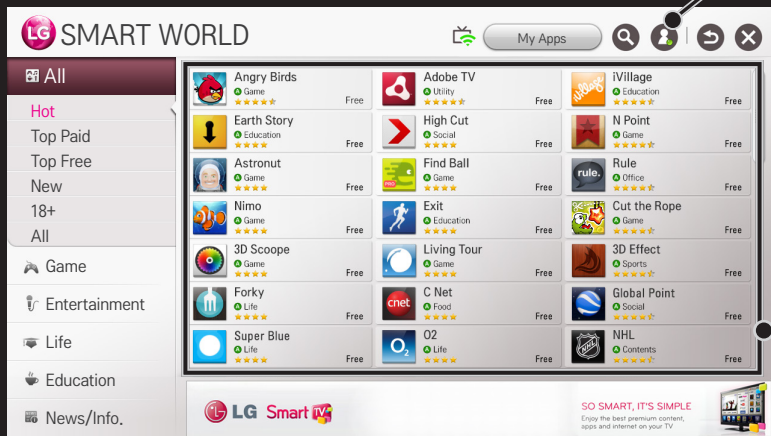 LG SMART WORLD
My Apps
All
Hot
Top Paid
Top Free
New
18+
All
Game
Entertainment
Life
Education
News/Info.
Angry Birds
Game
Free
Adobe TV
Utility
Free
iVillage
Education
Free
Earth Story
Education
Free
High Cut
Social
Free
N Point
Game
Free
Astronut
Game
Free
PRO
Find Ball
Game
Free
rule.
Rule
Office
Free
Nimo
Game
Free
Exit
Education
Free
Cut the Rope
Game
Free
3D Scoope
Game
Free
Living Tour
Game
Free
3D Effect
Sports
Free
Forky
Life
Free
cnet
C Net
Food
Free
Global Point
Social
Free
Super Blue
Life
Free
O2
O2
Life
Free
NHL
NHL
Contents
Free
LG Smart TV
SO SMART, IT'S SIMPLE
Enjoy the best premium content,
apps and internet on your TV